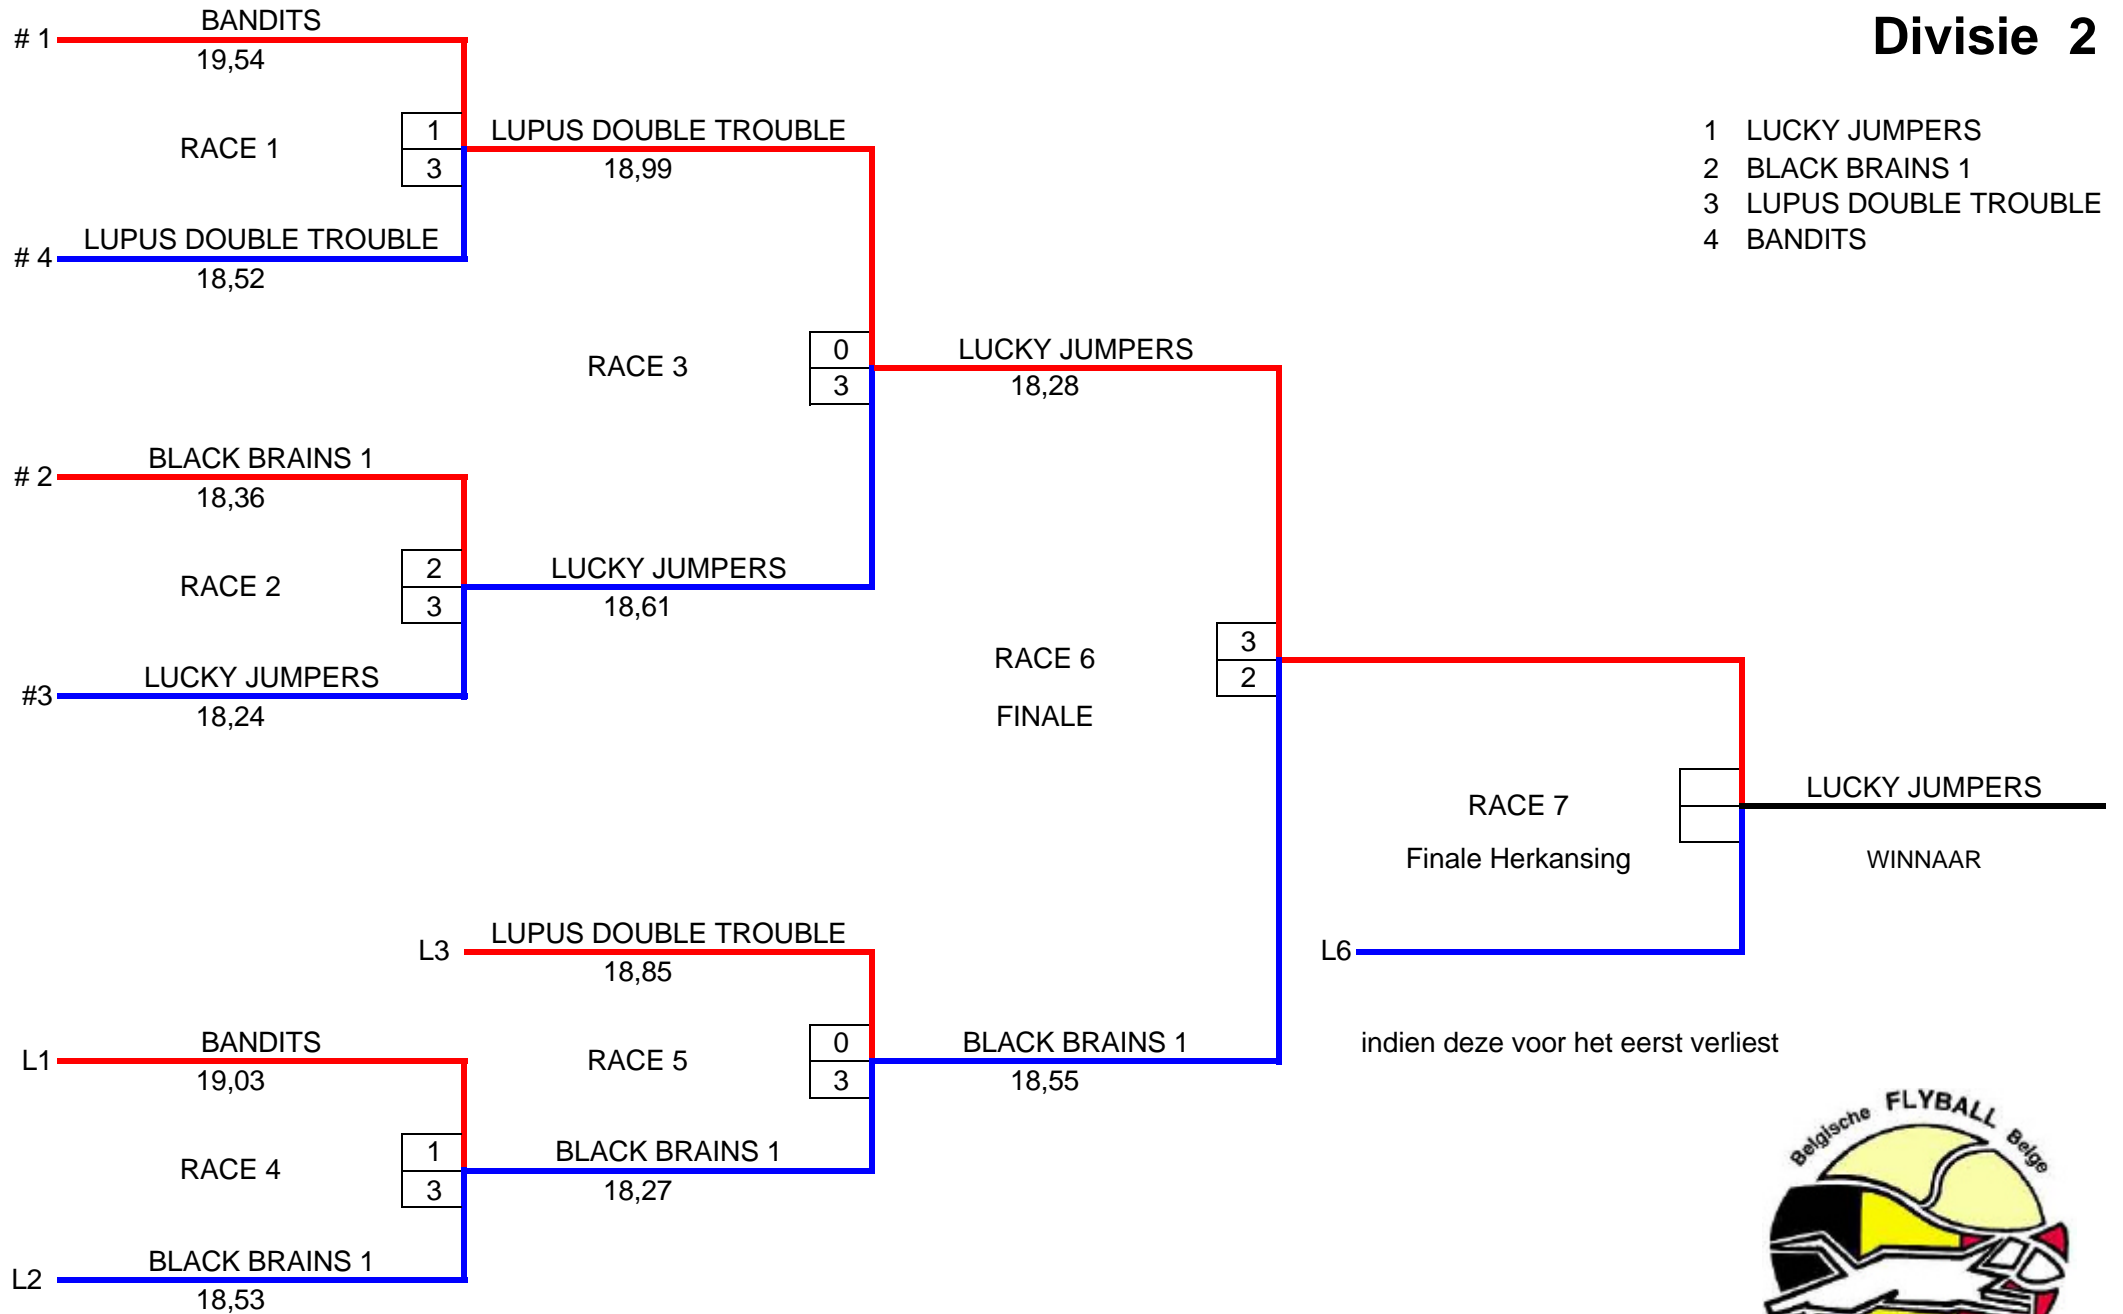 Divisie 2
1 LUCKY JUMPERS
2 BLACK BRAINS 1
3 LUPUS DOUBLE TROUBLE
4 BANDITS
# 1
BANDITS
19,54
RACE 1
1
3
# 4
LUPUS DOUBLE TROUBLE
18,52
LUPUS DOUBLE TROUBLE
18,99
RACE 3
0
3
# 2
BLACK BRAINS 1
18,36
RACE 2
2
3
#3
LUCKY JUMPERS
18,24
LUCKY JUMPERS
18,61
LUCKY JUMPERS
18,28
RACE 6
FINALE
3
2
RACE 7
Finale Herkansing
LUCKY JUMPERS
WINNAAR
L6
indien deze voor het eerst verliest
L3
LUPUS DOUBLE TROUBLE
18,85
RACE 5
0
3
BLACK BRAINS 1
18,55
L1
BANDITS
19,03
RACE 4
1
3
BLACK BRAINS 1
18,27
L2
BLACK BRAINS 1
18,53
Belgische FLYBALL Belge